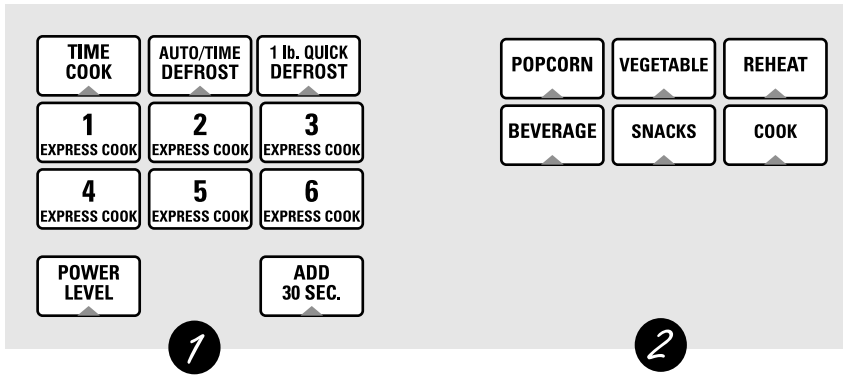 TIME
COOK
AUTO/TIME
DEFROST
1 lb. QUICK
DEFROST
1
EXPRESS COOK
2
EXPRESS COOK
3
EXPRESS COOK
4
EXPRESS COOK
5
EXPRESS COOK
6
EXPRESS COOK
POWER
LEVEL
ADD
30 SEC.
1
POPCORN
VEGETABLE
REHEAT
BEVERAGE
SNACKS
COOK
2